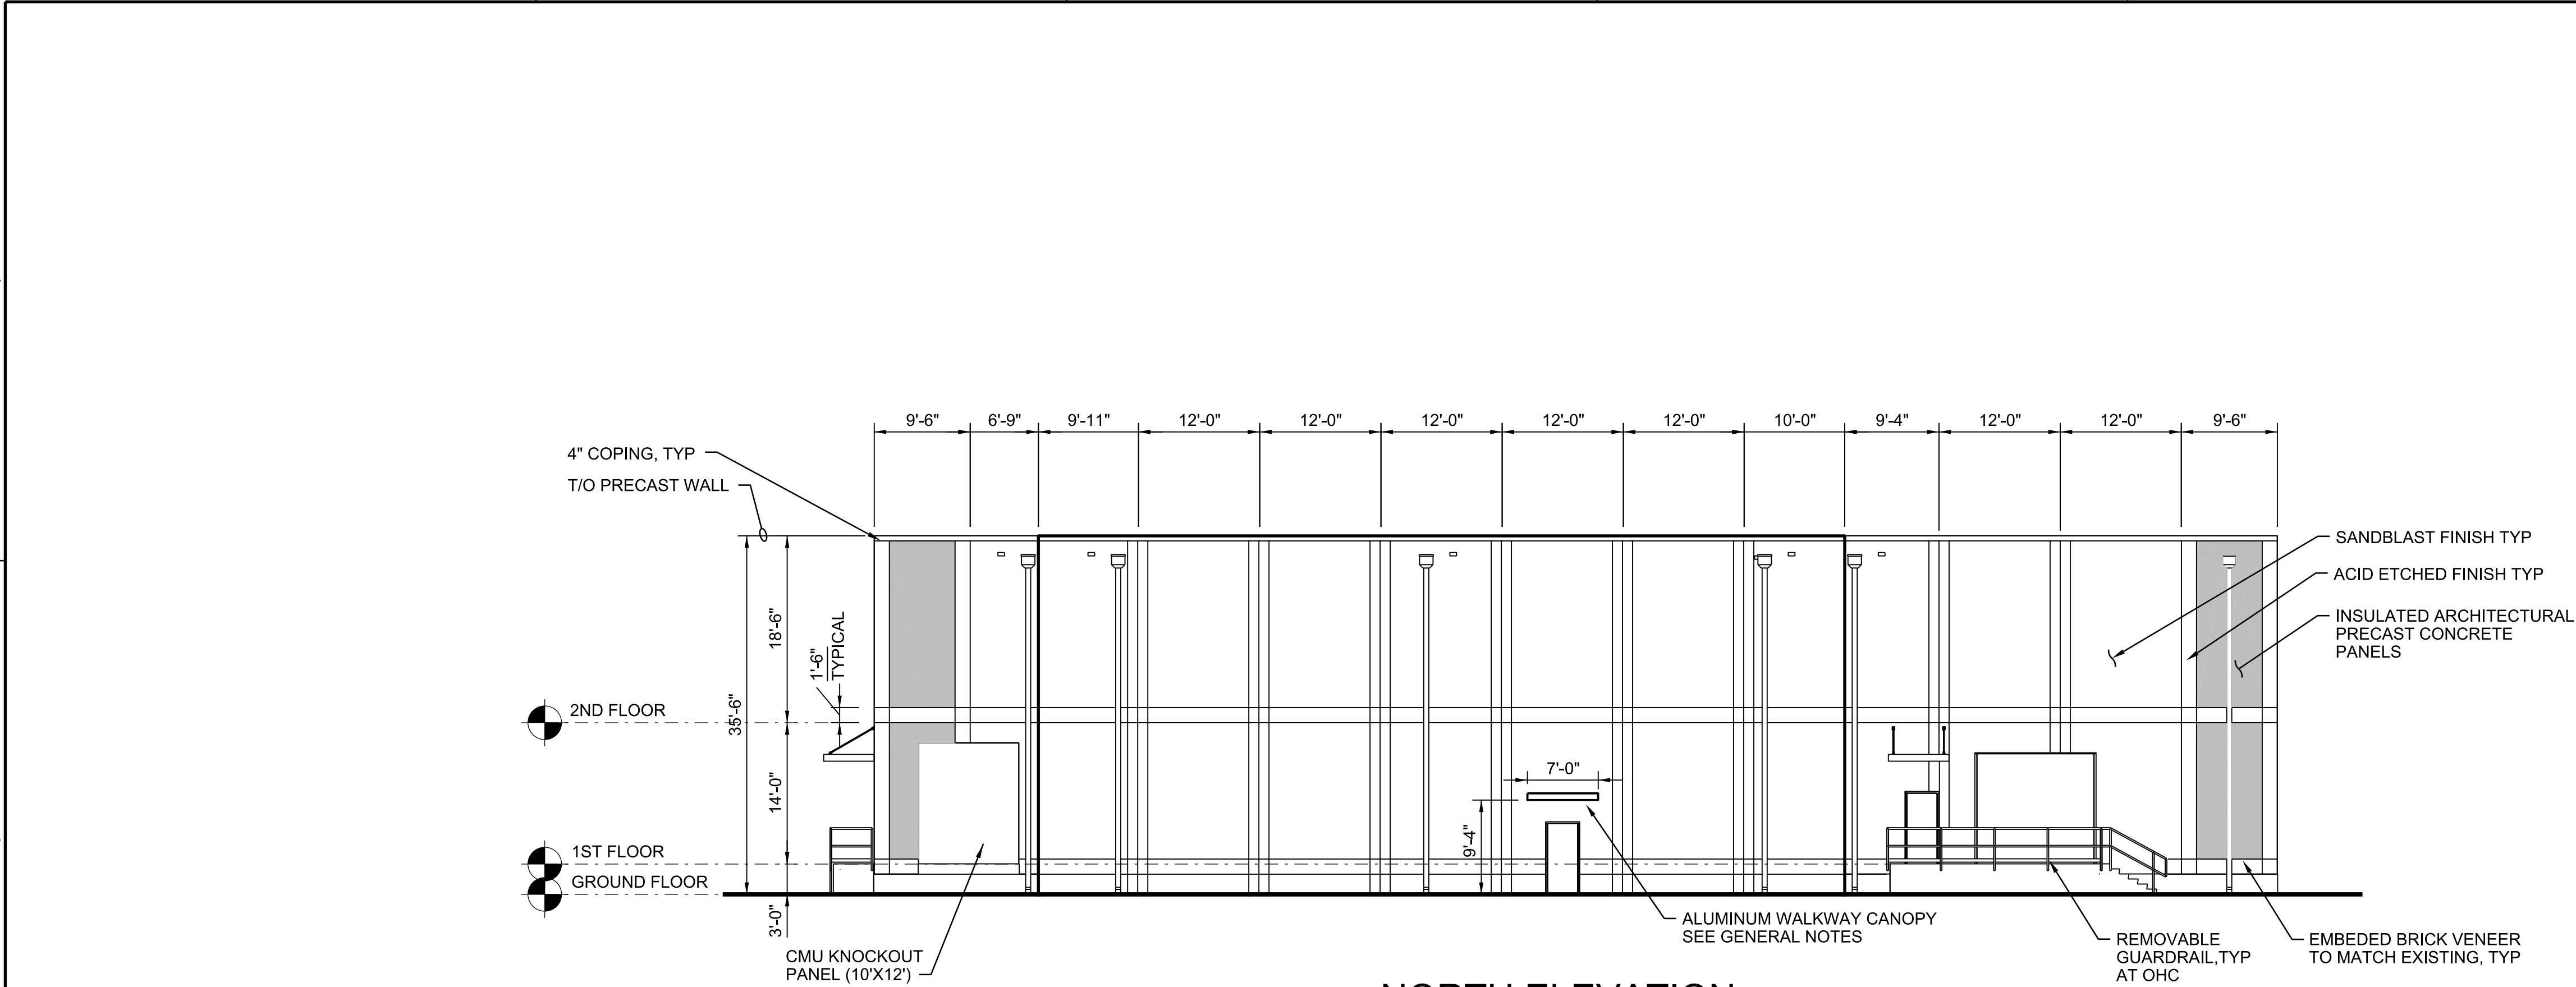 9'-6" 6'-9" 9'-11" 12'-0" 12'-0" 12'-0" 12'-0" 12'-0" 10'-0" 9'-4" 12'-0" 12'-0" 9'-6"
4" COPING, TYP
T/O PRECAST WALL
SANDBLAST FINISH TYP
ACID ETCHED FINISH TYP
INSULATED ARCHITECTURAL
PRECAST CONCRETE
PANELS
18'-6"
1'-6"
TYPICAL
35'-6"
2ND FLOOR
14'-0"
7'-0"
9'-4"
1ST FLOOR
GROUND FLOOR
3'-0"
ALUMINUM WALKWAY CANOPY
SEE GENERAL NOTES
REMOVABLE
GUARDRAIL,TYP
AT OHC
EMBEDED BRICK VENEER
TO MATCH EXISTING, TYP
CMU KNOCKOUT
PANEL (10'X12')
NORTH ELEVATION